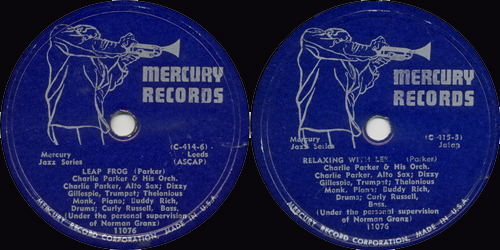 MERCURY
RECORDS
Mercury
Jazz Series
(C-414-6)
Leeds
(ASCAP)
LEAP FROG (Parker)
Charlie Parker & His Orch.
Charlie Parker, Alto Sax; Dizzy
Gillespie, Trumpet; Thelonious
Monk, Piano; Buddy Rich,
Drums; Curly Russell, Bass.
(Under the personal supervision
of Norman Granz)
11076
MERCURY RECORD CORPORATION, MADE IN U.S.A.
MERCURY
RECORDS
Mercury
Jazz Series
(C-415-3)
RELAXING WITH LEE (Parker)
Charlie Parker & His Orch.
Charlie Parker, Alto Sax; Dizzy
Gillespie, Trumpet; Thelonious
Monk, Piano; Buddy Rich,
Drums; Curly Russell, Bass.
(Under the personal supervision
of Norman Granz)
11076
MERCURY RECORD CORPORATION, MADE IN U.S.A.